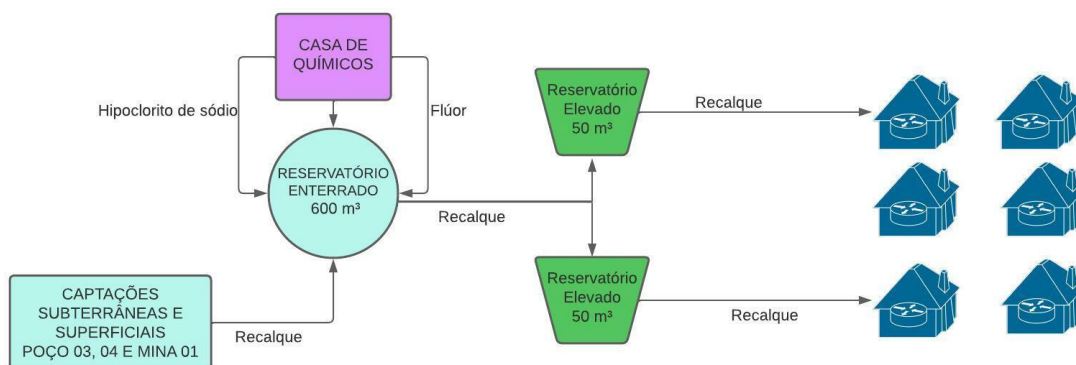 CASA DE
QUÍMICOS
Hipoclorito de sódio
Flúor
RESERVATÓRIO
ENTERRADO
600 m³
Recalque
CAPTAÇÕES
SUBTERRÂNEAS E
SUPERFICIAIS
POÇO 03, 04 E MINA 01
Recalque
Reservatório
Elevado
50 m³
Recalque
Reservatório
Elevado
50 m³
Recalque